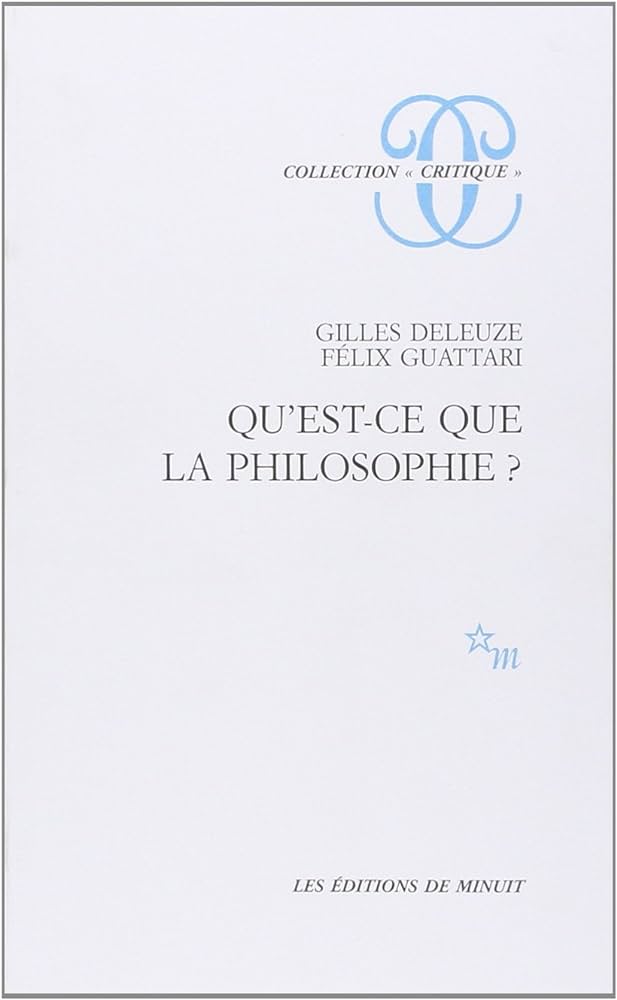 COLLECTION « CRITIQUE »
GILLES DELEUZE
FÉLIX GUATTARI
QU'EST-CE QUE
LA PHILOSOPHIE ?
m
LES ÉDITIONS DE MINUIT